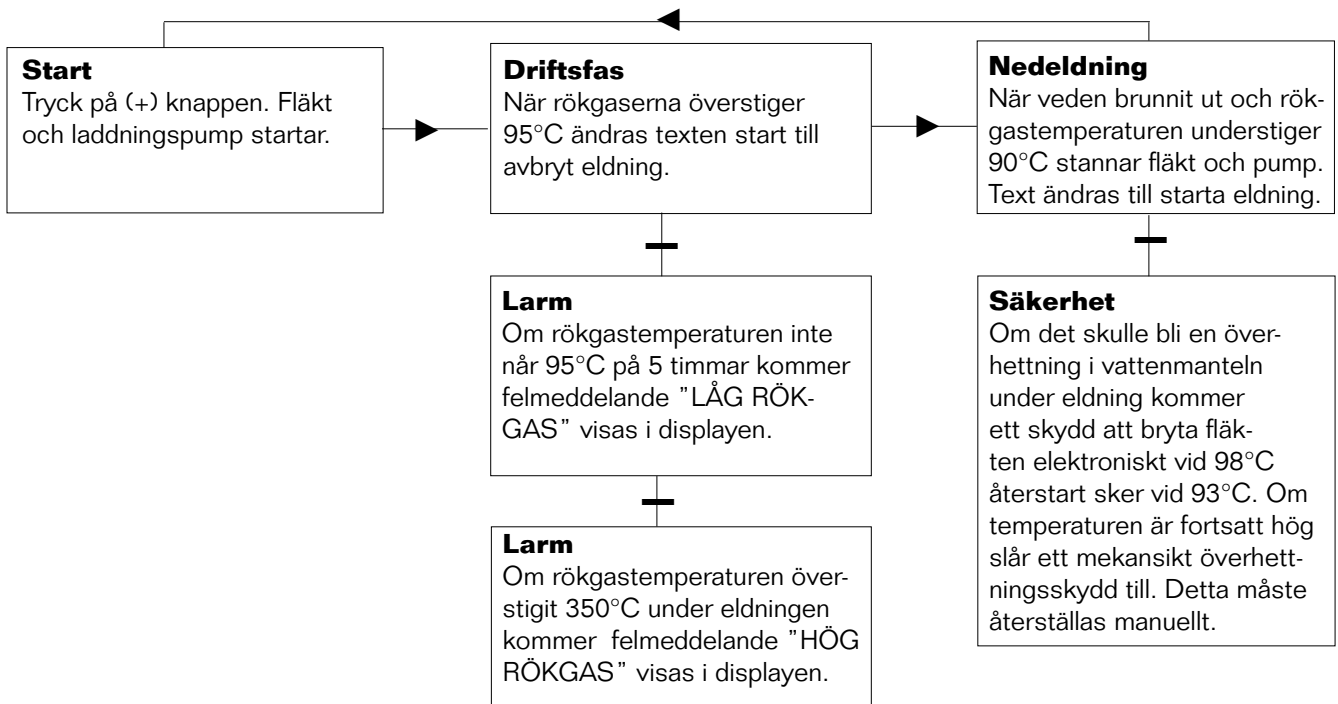 Start
Tryck på (+) knappen. Fläkt
och laddningspump startar.
Driftsfas
När rökgaserna överstiger
95°C ändras texten start till
avbryt eldning.
Nedeldning
När veden brunnit ut och rök-
gastemperaturen understiger
90°C stannar fläkt och pump.
Text ändras till starta eldning.
Larm
Om rökgastemperaturen inte
når 95°C på 5 timmar kommer
felmeddelande ”LÅG RÖK-
GAS” visas i displayen.
Larm
Om rökgastemperaturen över-
stigit 350°C under eldningen
kommer felmeddelande ”HÖG
RÖKGAS” visas i displayen.
Säkerhet
Om det skulle bli en över-
hettning i vattenmanteln
under eldning kommer
ett skydd att bryta fläk-
ten elektroniskt vid 98°C
återstart sker vid 93°C. Om
temperaturen är fortsatt hög
slår ett mekansikt överhett-
ningsskydd till. Detta måste
återställas manuellt.